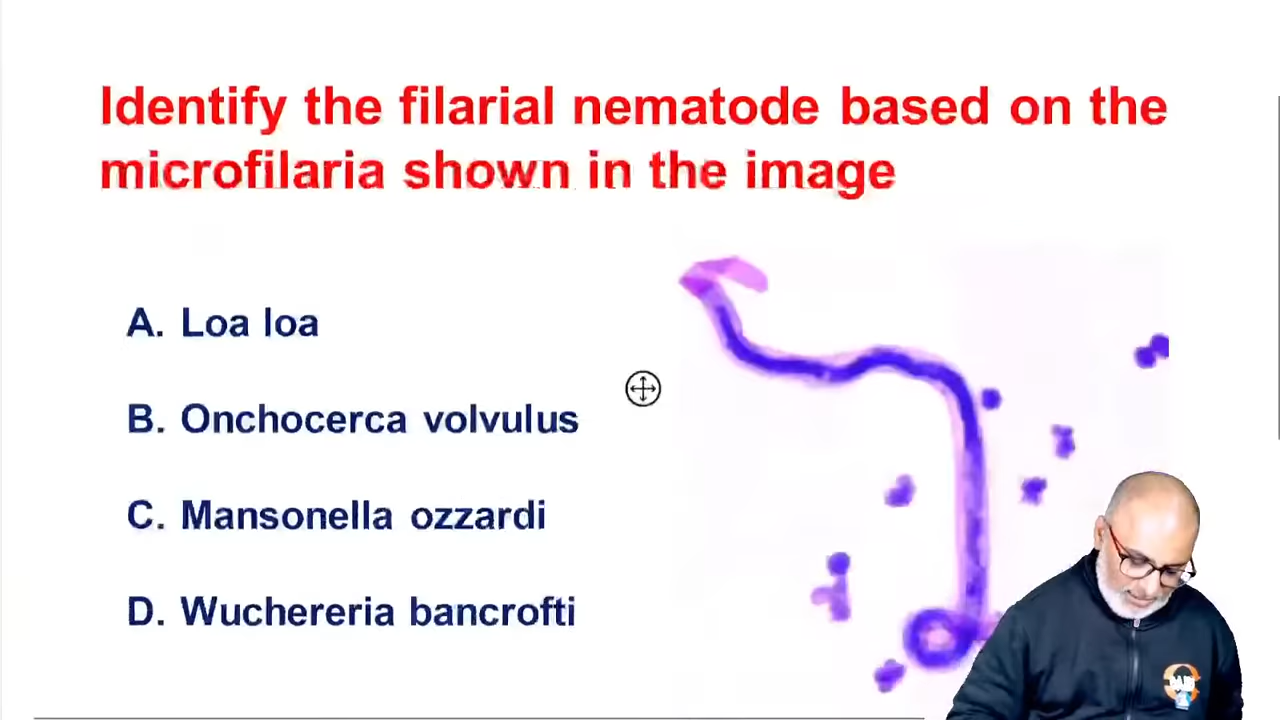 Identify the filarial nematode based on the
microfilaria shown in the image
A. Loa loa
B. Onchocerca volvulus
C. Mansonella ozzardi
D. Wuchereria bancrofti